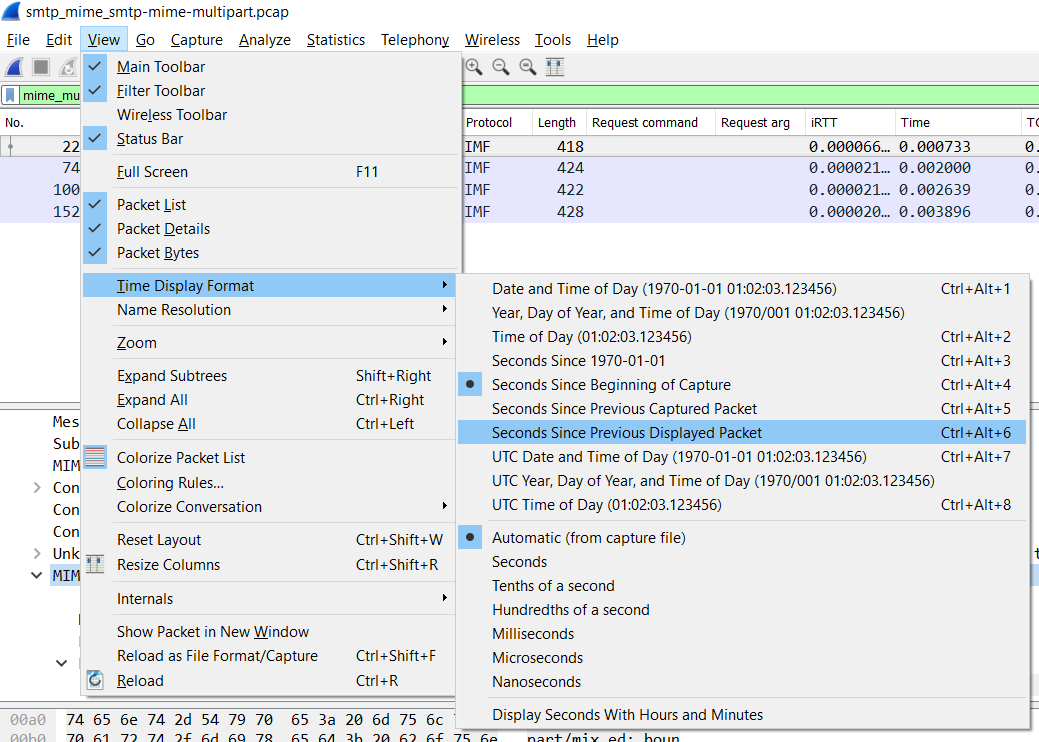 smtp_mime_smtp-mime-multipart.pcap
File Edit View Go Capture Analyze Statistics Telephony Wireless Tools Help
mime_mu
No. Protocol Length Request command Request arg iRTT Time TC
22 IMF 418 0.000066… 0.000733 0.
74 IMF 424 0.000021… 0.002000 0.
100 IMF 422 0.000021… 0.002639 0.
152 IMF 428 0.000020… 0.003896 0.
Main Toolbar
Filter Toolbar
Wireless Toolbar
Status Bar
Full Screen F11
Packet List
Packet Details
Packet Bytes
Time Display Format
Name Resolution
Zoom
Expand Subtrees Shift+Right
Expand All Ctrl+Right
Collapse All Ctrl+Left
Colorize Packet List
Coloring Rules...
Colorize Conversation
Reset Layout Ctrl+Shift+W
Resize Columns Ctrl+Shift+R
Internals
Show Packet in New Window
Reload as File Format/Capture Ctrl+Shift+F
Reload Ctrl+R
Date and Time of Day (1970-01-01 01:02:03.123456) Ctrl+Alt+1
Year, Day of Year, and Time of Day (1970/001 01:02:03.123456)
Time of Day (01:02:03.123456) Ctrl+Alt+2
Seconds Since 1970-01-01 Ctrl+Alt+3
Seconds Since Beginning of Capture Ctrl+Alt+4
Seconds Since Previous Captured Packet Ctrl+Alt+5
Seconds Since Previous Displayed Packet Ctrl+Alt+6
UTC Date and Time of Day (1970-01-01 01:02:03.123456) Ctrl+Alt+7
UTC Year, Day of Year, and Time of Day (1970/001 01:02:03.123456)
UTC Time of Day (01:02:03.123456) Ctrl+Alt+8
Automatic (from capture file)
Seconds
Tenths of a second
Hundredths of a second
Milliseconds
Microseconds
Nanoseconds
Display Seconds With Hours and Minutes
Mes
Sub
MIM
Con
Con
Con
Unk
MIM
00a0 74 65 6e 74 2d 54 79 70 65 3a 20 6d 75 6c
00b0 70 61 72 74 2f 6d 69 78 65 64 3b 20 62 6f 75 6e part/mix ed; boun